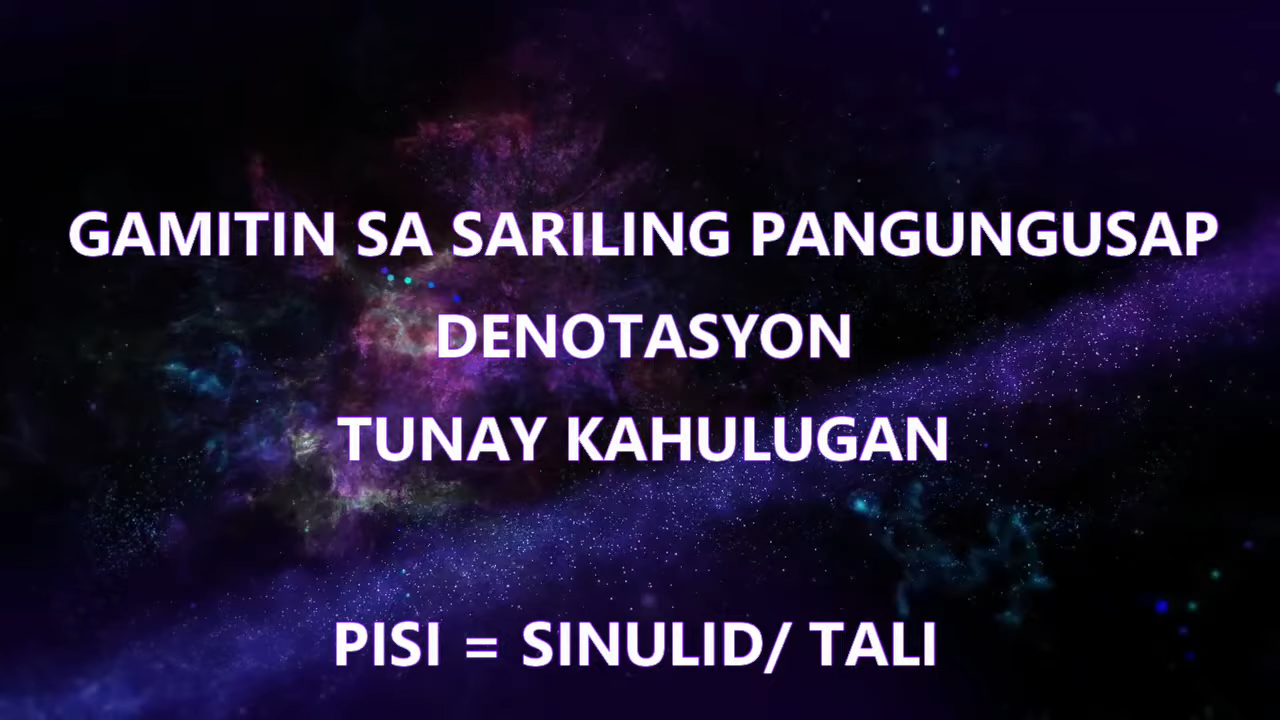 GAMITIN SA SARILING PANGUNGUSAP
DENOTASYON
TUNAY KAHULUGAN
PISI = SINULID/ TALI